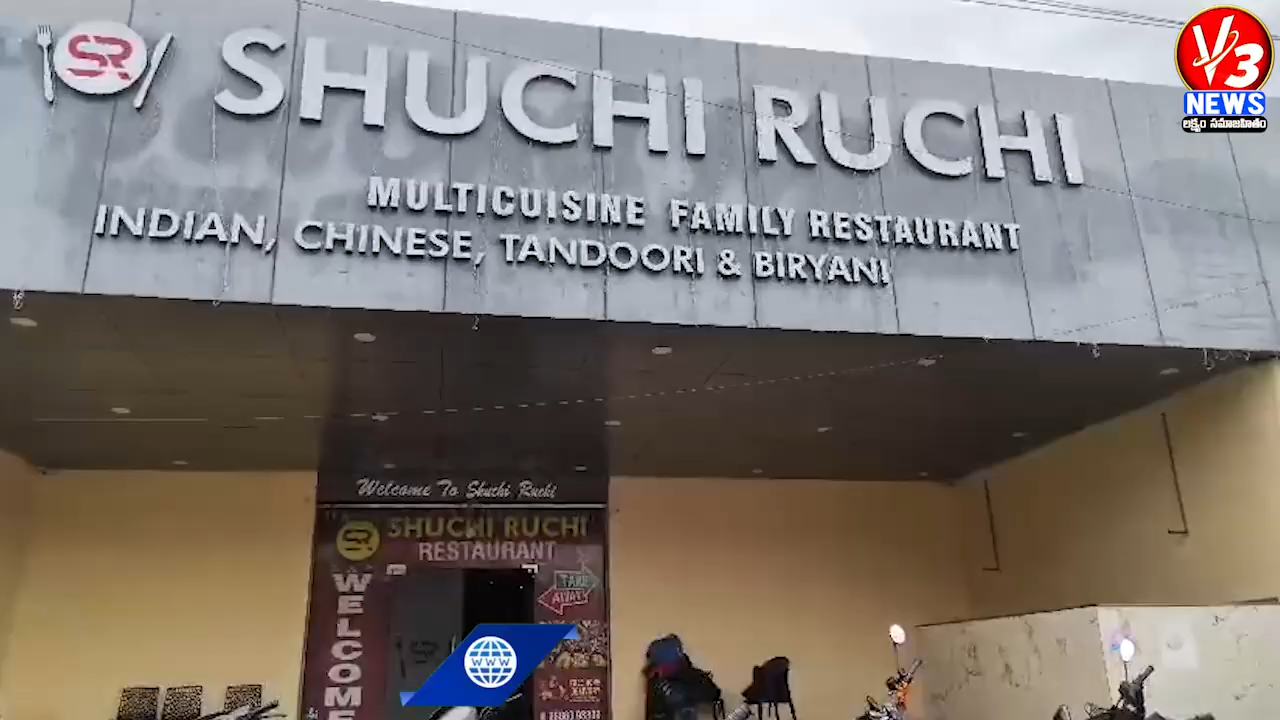 SR
SHUCHI RUCHI
MULTICUISINE FAMILY RESTAURANT
INDIAN, CHINESE, TANDOORI & BIRYANI
V3
NEWS
లక్ష్యం సమాజహితం
Welcome To Shuchi Ruchi
SR
SHUCHI RUCHI
RESTAURANT
WELCOME
TAKE
AWAY
WWW